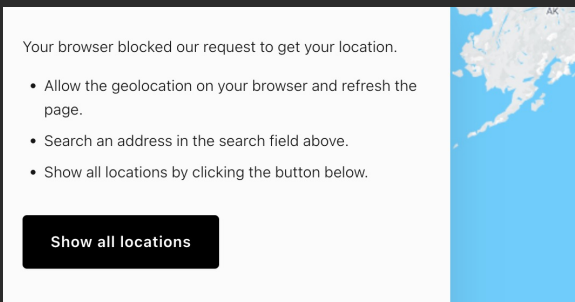 AK
Your browser blocked our request to get your location.
• Allow the geolocation on your browser and refresh the
page.
• Search an address in the search field above.
• Show all locations by clicking the button below.
Show all locations